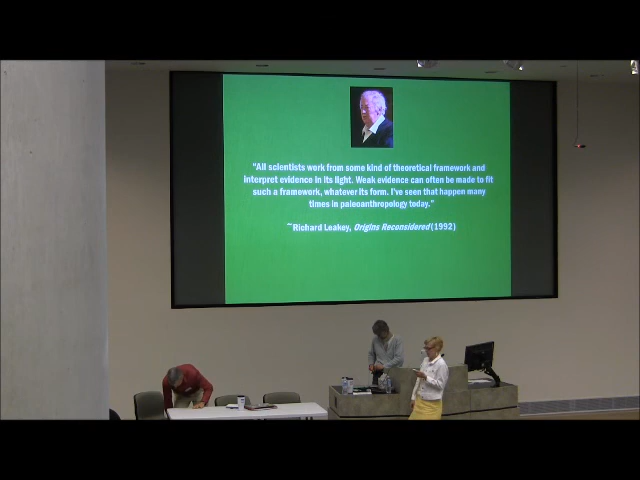 "All scientists work from some kind of theoretical framework and
interpret evidence in its light. Weak evidence can often be made to fit
such a framework, whatever its form. I've seen that happen many
times in paleoanthropology today."
~Richard Leakey, Origins Reconsidered (1992)